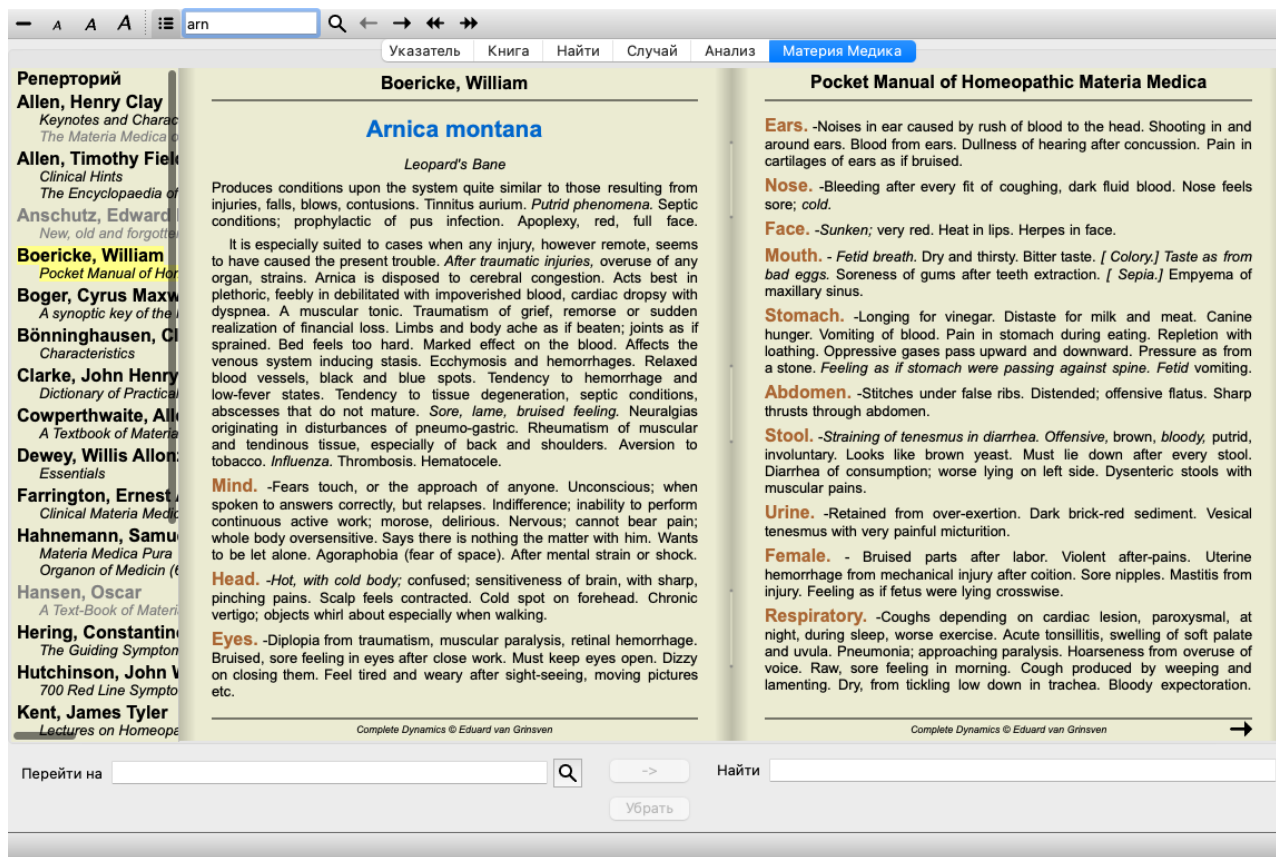 A A A arn
Указатель Книга Найти Случай Анализ Материя Медика
Реперторий
Allen, Henry Clay
Keynotes and Charac
The Materia Medica o
Allen, Timothy Fiel
Clinical Hints
The Encyclopaedia of
Anschutz, Edward
New, old and forgotte
Boericke, William
Pocket Manual of Hom
Boger, Cyrus Maxw
A synoptic key of the
Bönninghausen, Cl
Characteristics
Clarke, John Henry
Dictionary of Practical
Cowperthwaite, All
A Textbook of Materia
Dewey, Willis Allon
Essentials
Farrington, Ernest
Clinical Materia Medic
Hahnemann, Samu
Materia Medica Pura
Organon of Medicin (6
Hansen, Oscar
A Text-Book of Materi
Hering, Constantin
The Guiding Sympton
Hutchinson, John W
700 Red Line Sympto
Kent, James Tyler
Lectures on Homeopa
Boericke, William
Arnica montana
Leopard's Bane
Produces conditions upon the system quite similar to those resulting from
injuries, falls, blows, contusions. Tinnitus aurium. Putrid phenomena. Septic
conditions; prophylactic of pus infection. Apoplexy, red, full face.
It is especially suited to cases when any injury, however remote, seems
to have caused the present trouble. After traumatic injuries, overuse of any
organ, strains. Arnica is disposed to cerebral congestion. Acts best in
plethoric, feebly in debilitated with impoverished blood, cardiac dropsy with
dyspnea. A muscular tonic. Traumatism of grief, remorse or sudden
realization of financial loss. Limbs and body ache as if beaten; joints as if
sprained. Bed feels too hard. Marked effect on the blood. Affects the
venous system inducing stasis. Ecchymosis and hemorrhages. Relaxed
blood vessels, black and blue spots. Tendency to hemorrhage and
low-fever states. Tendency to tissue degeneration, septic conditions,
abscesses that do not mature. Sore, lame, bruised feeling. Neuralgias
originating in disturbances of pneumo-gastric. Rheumatism of muscular
and tendinous tissue, especially of back and shoulders. Aversion to
tobacco. Influenza. Thrombosis. Hematocele.
Mind. -Fears touch, or the approach of anyone. Unconscious; when
spoken to answers correctly, but relapses. Indifference; inability to perform
continuous active work; morose, delirious. Nervous; cannot bear pain;
whole body oversensitive. Says there is nothing the matter with him. Wants
to be let alone. Agoraphobia (fear of space). After mental strain or shock.
Head. -Hot, with cold body; confused; sensitiveness of brain, with sharp,
pinching pains. Scalp feels contracted. Cold spot on forehead. Chronic
vertigo; objects whirl about especially when walking.
Eyes. -Diplopia from traumatism, muscular paralysis, retinal hemorrhage.
Bruised, sore feeling in eyes after close work. Must keep eyes open. Dizzy
on closing them. Feel tired and weary after sight-seeing, moving pictures
etc.
Complete Dynamics © Eduard van Grinsven
Pocket Manual of Homeopathic Materia Medica
Ears. -Noises in ear caused by rush of blood to the head. Shooting in and
around ears. Blood from ears. Dullness of hearing after concussion. Pain in
cartilages of ears as if bruised.
Nose. -Bleeding after every fit of coughing, dark fluid blood. Nose feels
sore; cold.
Face. -Sunken; very red. Heat in lips. Herpes in face.
Mouth. - Fetid breath. Dry and thirsty. Bitter taste. [ Colory.] Taste as from
bad eggs. Soreness of gums after teeth extraction. [ Sepia.] Empyema of
maxillary sinus.
Stomach. -Longing for vinegar. Distaste for milk and meat. Canine
hunger. Vomiting of blood. Pain in stomach during eating. Repletion with
loathing. Oppressive gases pass upward and downward. Pressure as from
a stone. Feeling as if stomach were passing against spine. Fetid vomiting.
Abdomen. -Stitches under false ribs. Distended; offensive flatus. Sharp
thrusts through abdomen.
Stool. -Straining of tenesmus in diarrhea. Offensive, brown, bloody, putrid,
involuntary. Looks like brown yeast. Must lie down after every stool.
Diarrhea of consumption; worse lying on left side. Dysenteric stools with
muscular pains.
Urine. -Retained from over-exertion. Dark brick-red sediment. Vesical
tenesmus with very painful micturition.
Female. - Bruised parts after labor. Violent after-pains. Uterine
hemorrhage from mechanical injury after coition. Sore nipples. Mastitis from
injury. Feeling as if fetus were lying crosswise.
Respiratory. -Coughs depending on cardiac lesion, paroxysmal, at
night, during sleep, worse exercise. Acute tonsillitis, swelling of soft palate
and uvula. Pneumonia; approaching paralysis. Hoarseness from overuse of
voice. Raw, sore feeling in morning. Cough produced by weeping and
lamenting. Dry, from tickling low down in trachea. Bloody expectoration.
Complete Dynamics © Eduard van Grinsven
Перейти на -> Найти
Убрать